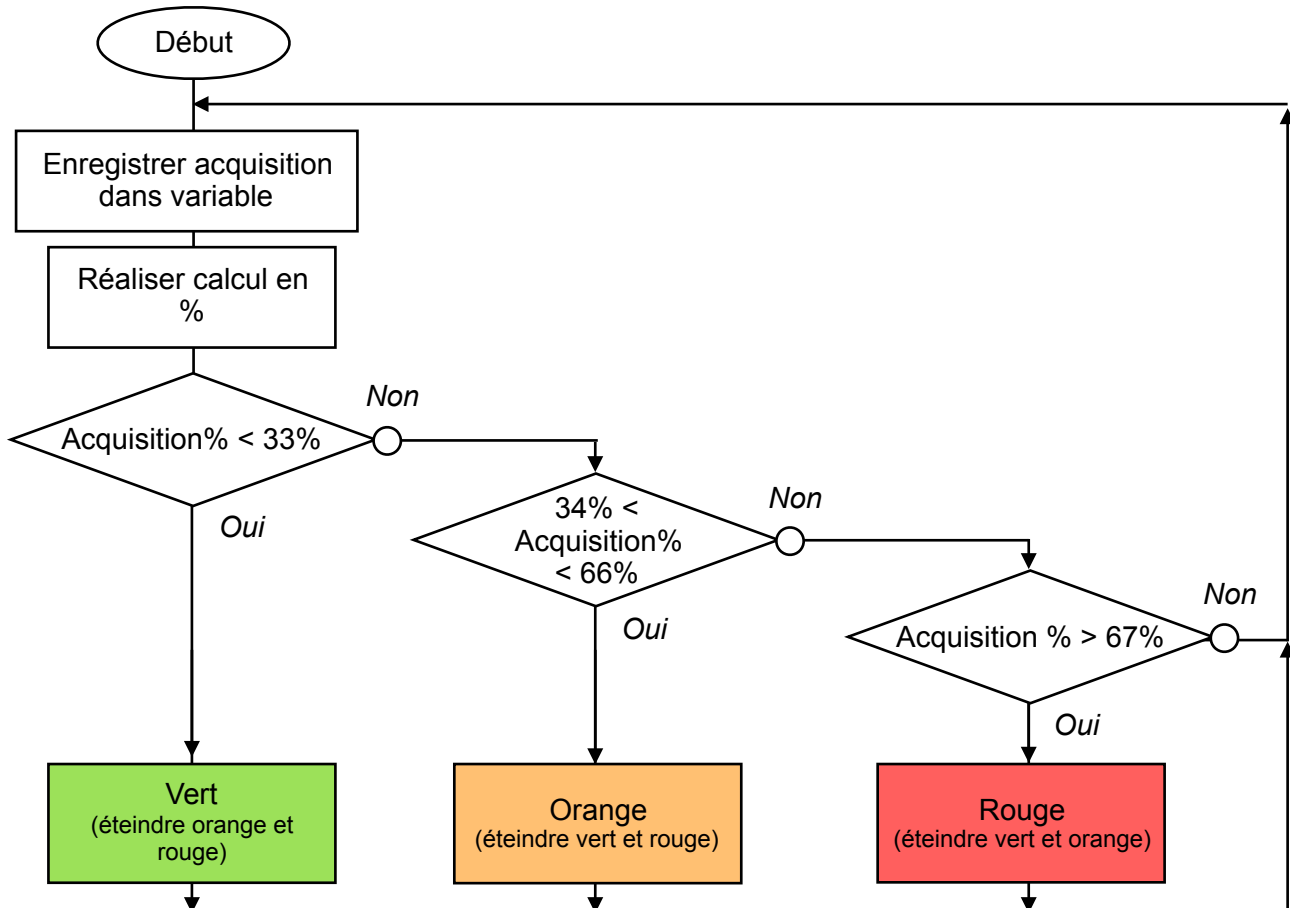 Début
Enregistrer acquisition
dans variable
Réaliser calcul en
%
Non
Acquisition% < 33%
Oui
Non
34% <
Acquisition%
< 66%
Oui
Non
Acquisition % > 67%
Oui
Vert
(éteindre orange et
rouge)
Orange
(éteindre vert et rouge)
Rouge
(éteindre vert et orange)